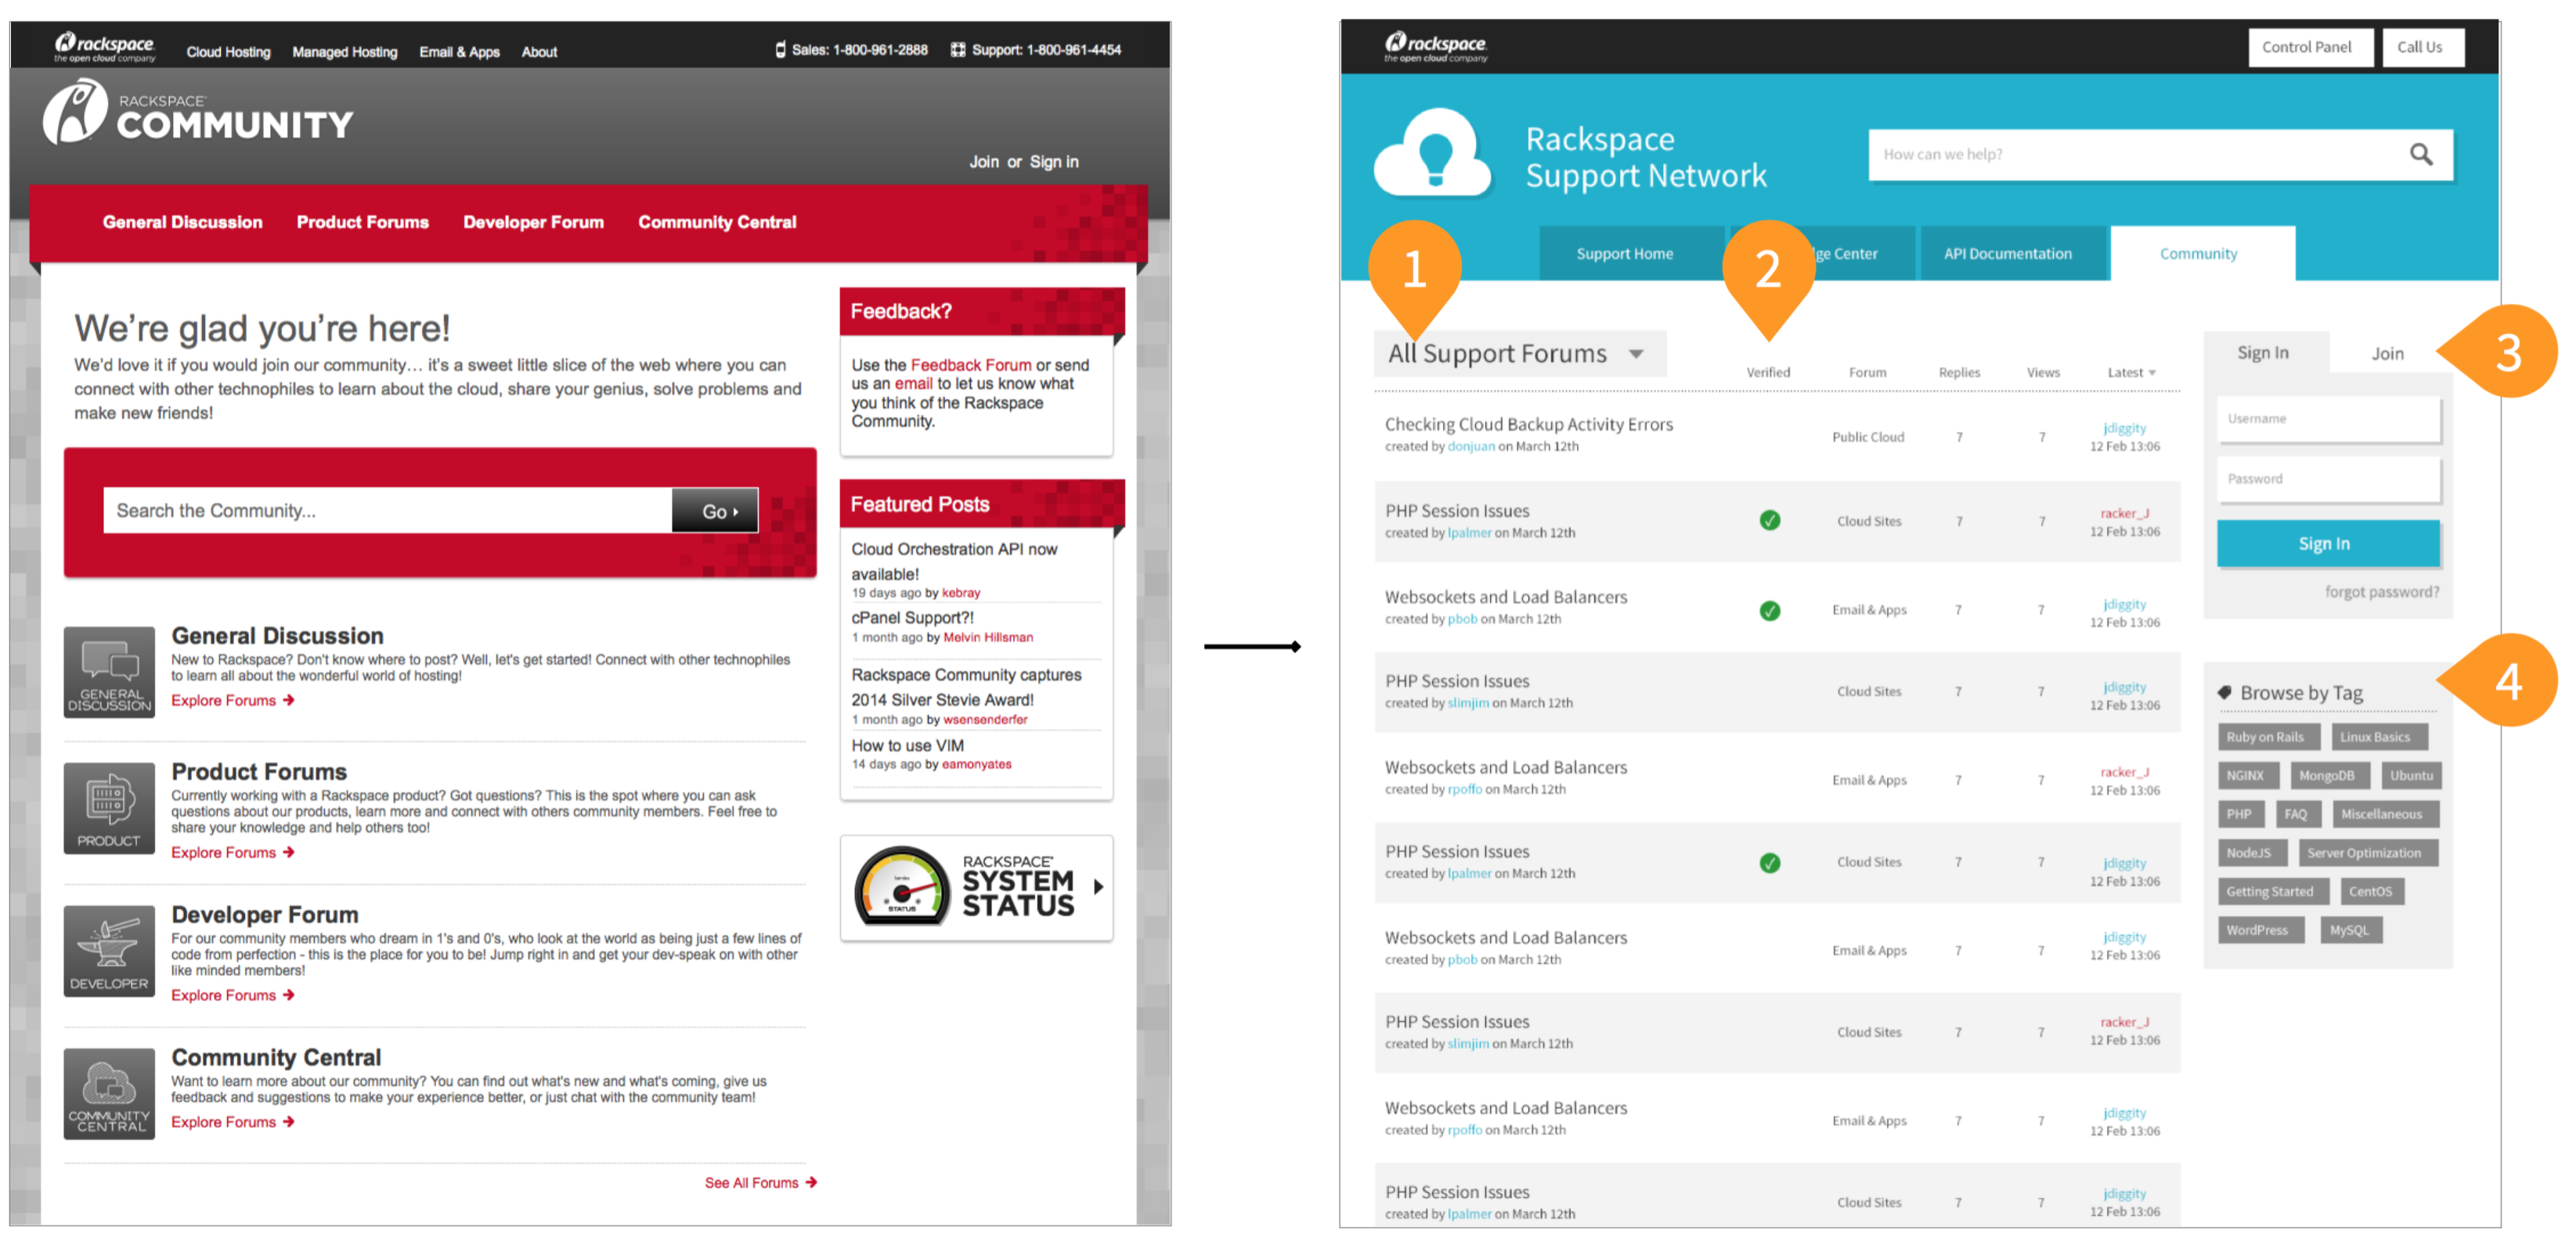 rackspace
the open cloud company
Cloud Hosting Managed Hosting Email & Apps About
Sales: 1-800-961-2888 Support: 1-800-961-4454
RACKSPACE
COMMUNITY
Join or Sign in
General Discussion Product Forums Developer Forum Community Central
We're glad you're here!
We'd love it if you would join our community… it's a sweet little slice of the web where you can
connect with other technophiles to learn about the cloud, share your genius, solve problems and
make new friends!
Search the Community...
Go
General Discussion
GENERAL
DISCUSSION
New to Rackspace? Don't know where to post? Well, let's get started! Connect with other technophiles
to learn all about the wonderful world of hosting!
Explore Forums
Product Forums
PRODUCT
Currently working with a Rackspace product? Got questions? This is the spot where you can ask
questions about our products, learn more and connect with others community members. Feel free to
share your knowledge and help others too!
Explore Forums
Developer Forum
DEVELOPER
For our community members who dream in 1's and 0's, who look at the world as being just a few lines of
code from perfection - this is the place for you to be! Jump right in and get your dev-speak on with other
like minded members!
Explore Forums
Community Central
COMMUNITY
CENTRAL
Want to learn more about our community? You can find out what's new and what's coming, give us
feedback and suggestions to make your experience better, or just chat with the community team!
Explore Forums
See All Forums
Feedback?
Use the Feedback Forum or send
us an email to let us know what
you think of the Rackspace
Community.
Featured Posts
Cloud Orchestration API now
available!
19 days ago by kebray
cPanel Support?!
1 month ago by Melvin Hillsman
Rackspace Community captures
2014 Silver Stevie Award!
1 month ago by wsensenderfer
How to use VIM
14 days ago by eamonyates
STATUS
RACKSPACE
SYSTEM
STATUS
rackspace
the open cloud company
Control Panel Call Us
Rackspace
Support Network
How can we help?
1
2
Support Home
ge Center
API Documentation
Community
All Support Forums
Verified Forum Replies Views Latest
Checking Cloud Backup Activity Errors
created by donjuan on March 12th
Public Cloud 7 7
jdiggity
12 Feb 13:06
PHP Session Issues
created by lpalmer on March 12th
Cloud Sites 7 7
racker_J
12 Feb 13:06
Websockets and Load Balancers
created by pbob on March 12th
Email & Apps 7 7
jdiggity
12 Feb 13:06
PHP Session Issues
created by slimjim on March 12th
Cloud Sites 7 7
jdiggity
12 Feb 13:06
Websockets and Load Balancers
created by rpoffo on March 12th
Email & Apps 7 7
racker_J
12 Feb 13:06
PHP Session Issues
created by lpalmer on March 12th
Cloud Sites 7 7
jdiggity
12 Feb 13:06
Websockets and Load Balancers
created by pbob on March 12th
Email & Apps 7 7
jdiggity
12 Feb 13:06
PHP Session Issues
created by slimjim on March 12th
Cloud Sites 7 7
racker_J
12 Feb 13:06
Websockets and Load Balancers
created by rpoffo on March 12th
Email & Apps 7 7
jdiggity
12 Feb 13:06
PHP Session Issues
created by lpalmer on March 12th
Cloud Sites 7 7
jdiggity
12 Feb 13:06
3
Sign In Join
Username
Password
Sign In
forgot password?
4
Browse by Tag
Ruby on Rails Linux Basics
NGINX MongoDB Ubuntu
PHP FAQ Miscellaneous
NodeJS Server Optimization
Getting Started CentOS
WordPress MySQL